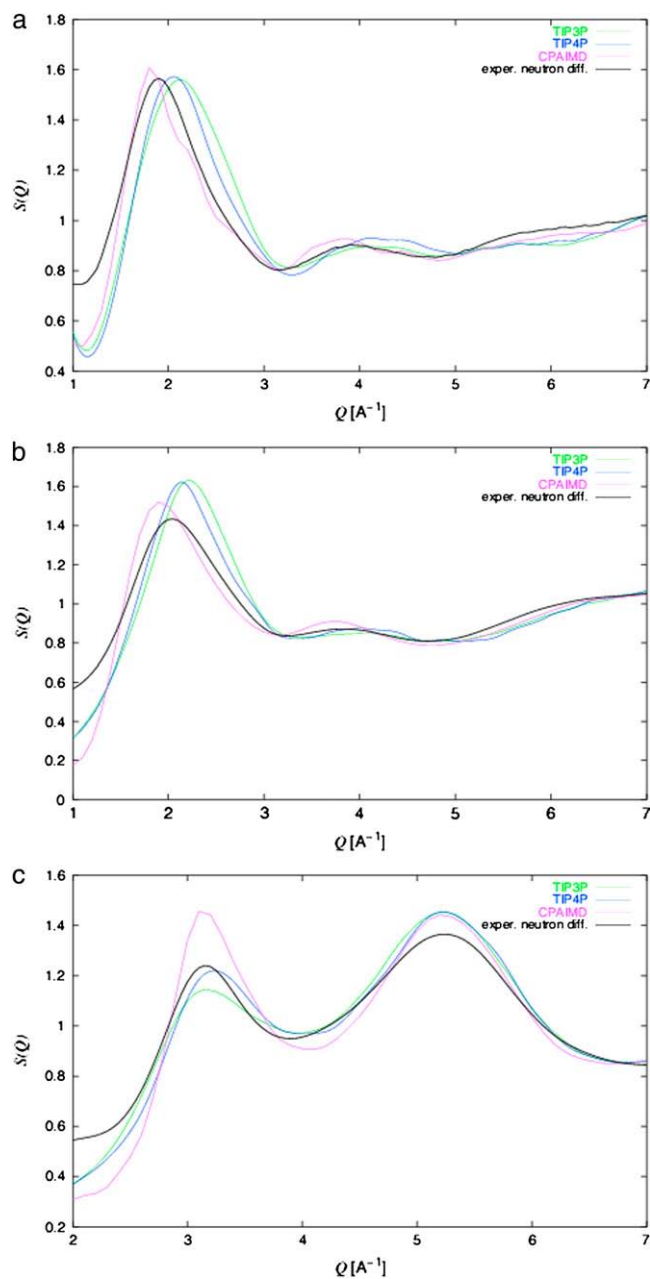 a
1.8
1.6
1.4
1.2
1
0.8
0.6
0.4
S(Q)
TIP3P
TIP4P
CPAIMD
exper. neutron diff.
1 2 3 4 5 6 7
Q [A⁻¹]
b
1.8
1.6
1.4
1.2
1
0.8
0.6
0.4
0.2
0
S(Q)
TIP3P
TIP4P
CPAIMD
exper. neutron diff.
1 2 3 4 5 6 7
Q [A⁻¹]
c
1.6
1.4
1.2
1
0.8
0.6
0.4
0.2
S(Q)
TIP3P
TIP4P
CPAIMD
exper. neutron diff.
2 3 4 5 6 7
Q [A⁻¹]